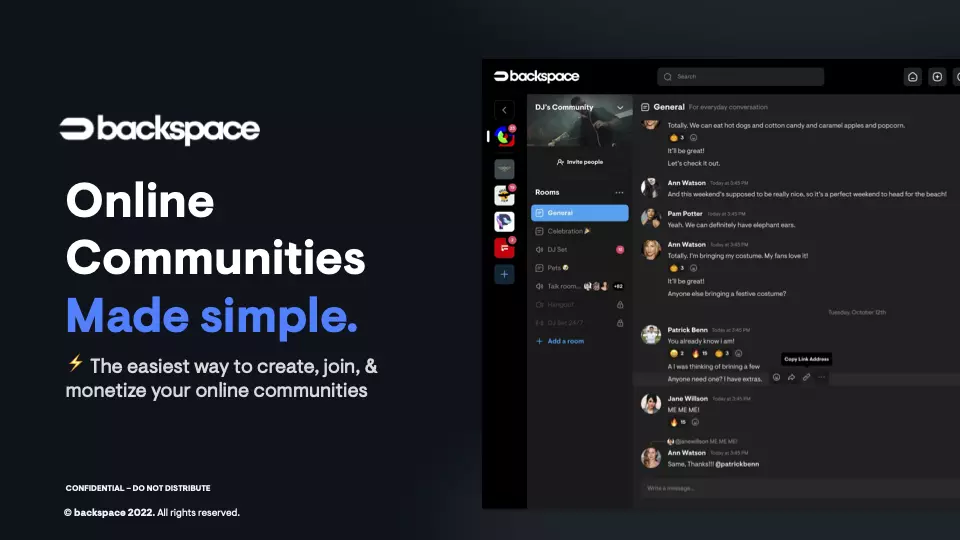 backspace
Online
Communities
Made simple.
⚡ The easiest way to create, join, &
monetize your online communities
CONFIDENTIAL – DO NOT DISTRIBUTE
© backspace 2022. All rights reserved.
backspace
Search
DJ's Community
Invite people
Rooms
General
Celebration 🎉
DJ Set
Pets
Talk room...
+82
Hangout
DJ Set 24/7
+ Add a room
General For everyday conversation
Totally. We can eat hot dogs and cotton candy and caramel apples and popcorn.
3
It'll be great!
Let's check it out.
Ann Watson Today at 3:45 PM
And this weekend's supposed to be really nice, so it's a perfect weekend to head for the beach!
Pam Potter Today at 3:45 PM
Yeah. We can definitely have elephant ears.
Ann Watson Today at 3:45 PM
Totally. I'm bringing my costume. My fans love it!
3
It'll be great!
Anyone else bringing a festive costume?
Tuesday, October 12th
Patrick Benn Today at 3:45 PM
You already know I am!
2 🔥 15 3
A I was thinking of brining a few
Copy Link Address
Anyone need one? I have extras.
Jane Willson Today at 3:45 PM
ME ME ME!
🔥 15
@janewillson ME ME ME!
Ann Watson Today at 3:45 PM
Same, Thanks!!! @patrickbenn
Write a message...